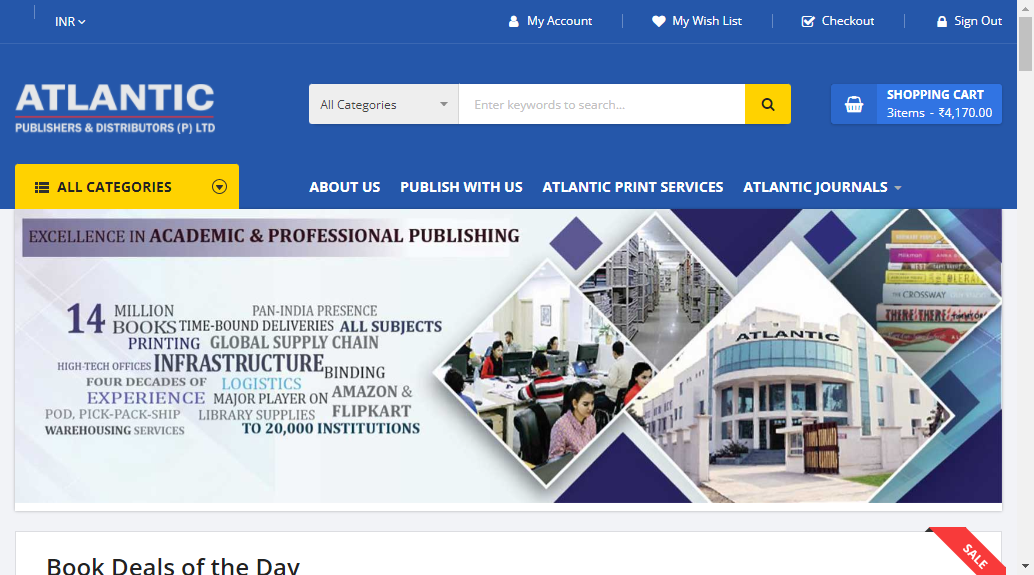 INR
My Account
My Wish List
Checkout
Sign Out
ATLANTIC
PUBLISHERS & DISTRIBUTORS (P) LTD
All Categories
Enter keywords to search...
SHOPPING CART
3items - ₹4,170.00
ALL CATEGORIES
ABOUT US
PUBLISH WITH US
ATLANTIC PRINT SERVICES
ATLANTIC JOURNALS
EXCELLENCE IN ACADEMIC & PROFESSIONAL PUBLISHING
14 MILLION BOOKS
PAN-INDIA PRESENCE
TIME-BOUND DELIVERIES ALL SUBJECTS
PRINTING GLOBAL SUPPLY CHAIN
HIGH-TECH OFFICES INFRASTRUCTURE BINDING
FOUR DECADES OF EXPERIENCE
LOGISTICS
MAJOR PLAYER ON AMAZON & FLIPKART
POD, PICK-PACK-SHIP
WAREHOUSING SERVICES
LIBRARY SUPPLIES
TO 20,000 INSTITUTIONS
ATLANTIC
THE CROSSWAY
Book Deals of the Day
SALE